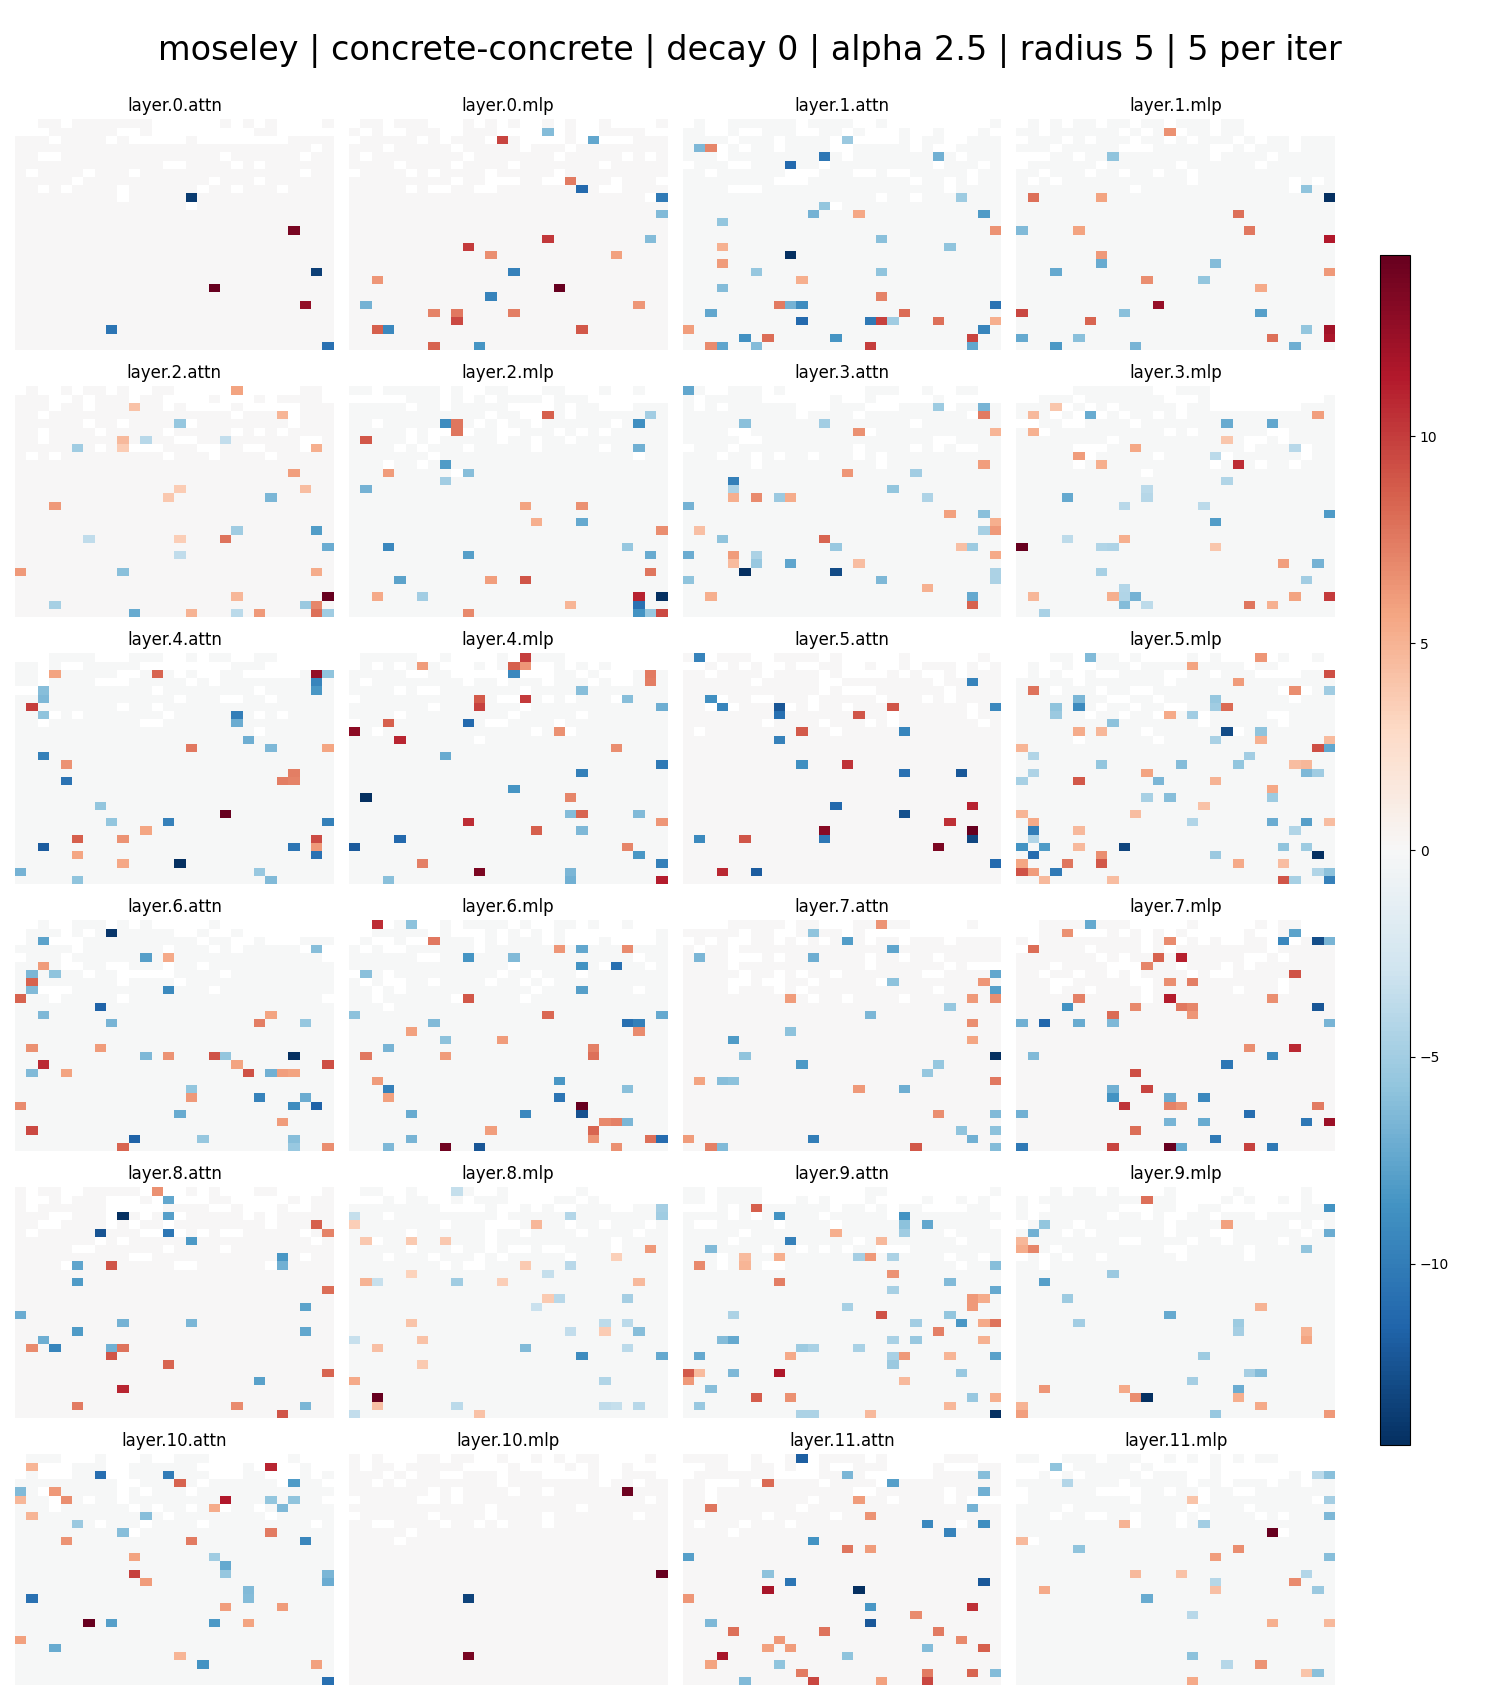 moseley | concrete-concrete | decay 0 | alpha 2.5 | radius 5 | 5 per iter
layer.0.attn
layer.0.mlp
layer.1.attn
layer.1.mlp
layer.2.attn
layer.2.mlp
layer.3.attn
layer.3.mlp
layer.4.attn
layer.4.mlp
layer.5.attn
layer.5.mlp
layer.6.attn
layer.6.mlp
layer.7.attn
layer.7.mlp
layer.8.attn
layer.8.mlp
layer.9.attn
layer.9.mlp
layer.10.attn
layer.10.mlp
layer.11.attn
layer.11.mlp
10
5
0
−5
−10